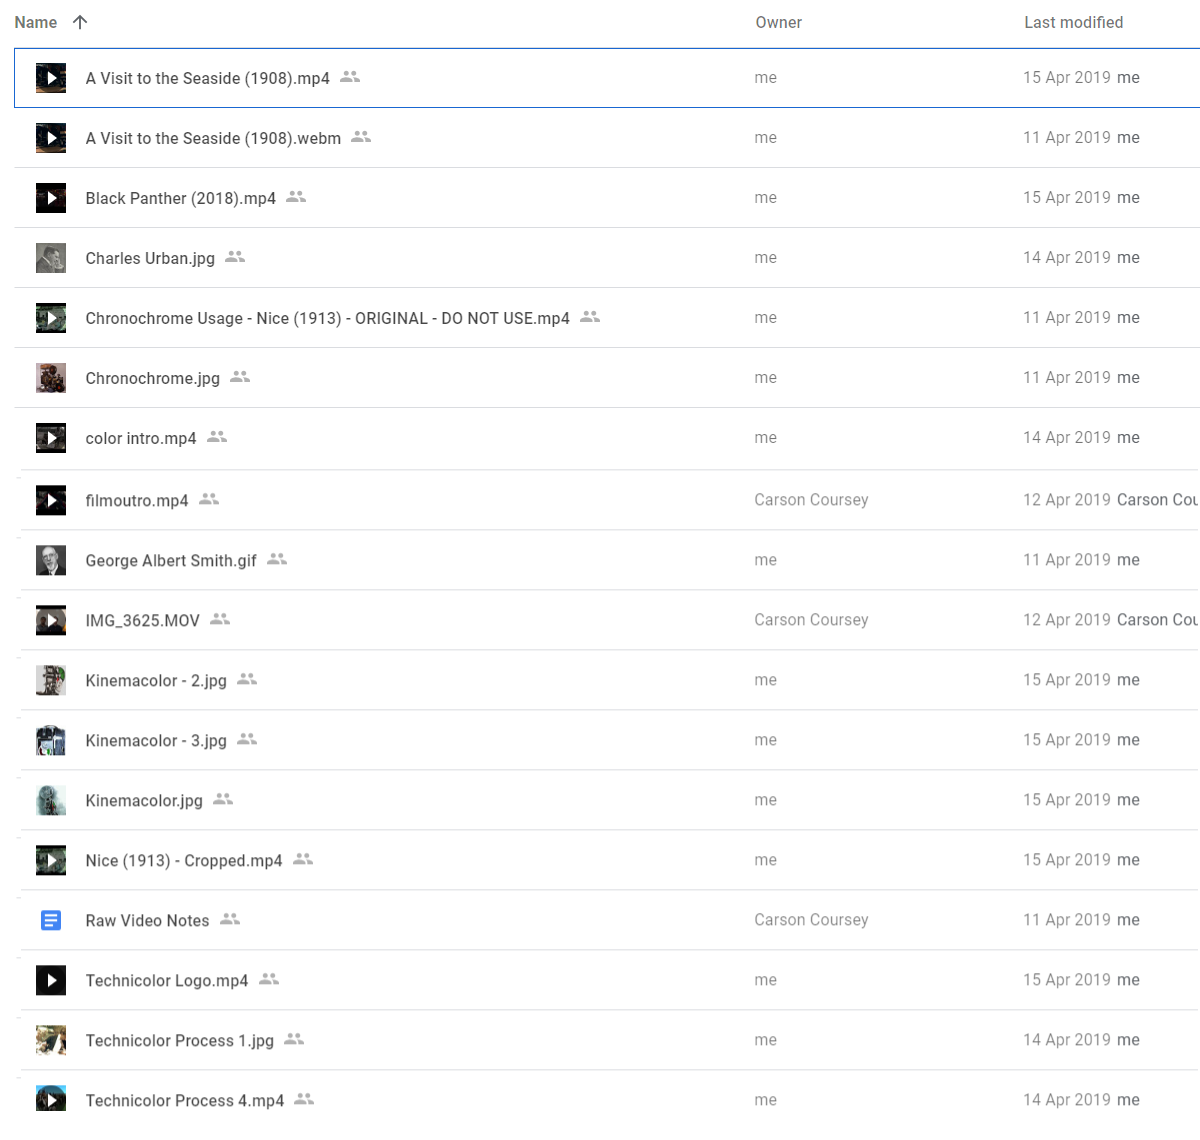 Name Owner Last modified
A Visit to the Seaside (1908).mp4 me 15 Apr 2019 me
A Visit to the Seaside (1908).webm me 11 Apr 2019 me
Black Panther (2018).mp4 me 15 Apr 2019 me
Charles Urban.jpg me 14 Apr 2019 me
Chronochrome Usage - Nice (1913) - ORIGINAL - DO NOT USE.mp4 me 11 Apr 2019 me
Chronochrome.jpg me 11 Apr 2019 me
color intro.mp4 me 14 Apr 2019 me
filmoutro.mp4 Carson Coursey 12 Apr 2019 Carson Cou
George Albert Smith.gif me 11 Apr 2019 me
IMG_3625.MOV Carson Coursey 12 Apr 2019 Carson Cou
Kinemacolor - 2.jpg me 15 Apr 2019 me
Kinemacolor - 3.jpg me 15 Apr 2019 me
Kinemacolor.jpg me 15 Apr 2019 me
Nice (1913) - Cropped.mp4 me 15 Apr 2019 me
Raw Video Notes Carson Coursey 11 Apr 2019 me
Technicolor Logo.mp4 me 15 Apr 2019 me
Technicolor Process 1.jpg me 14 Apr 2019 me
Technicolor Process 4.mp4 me 14 Apr 2019 me